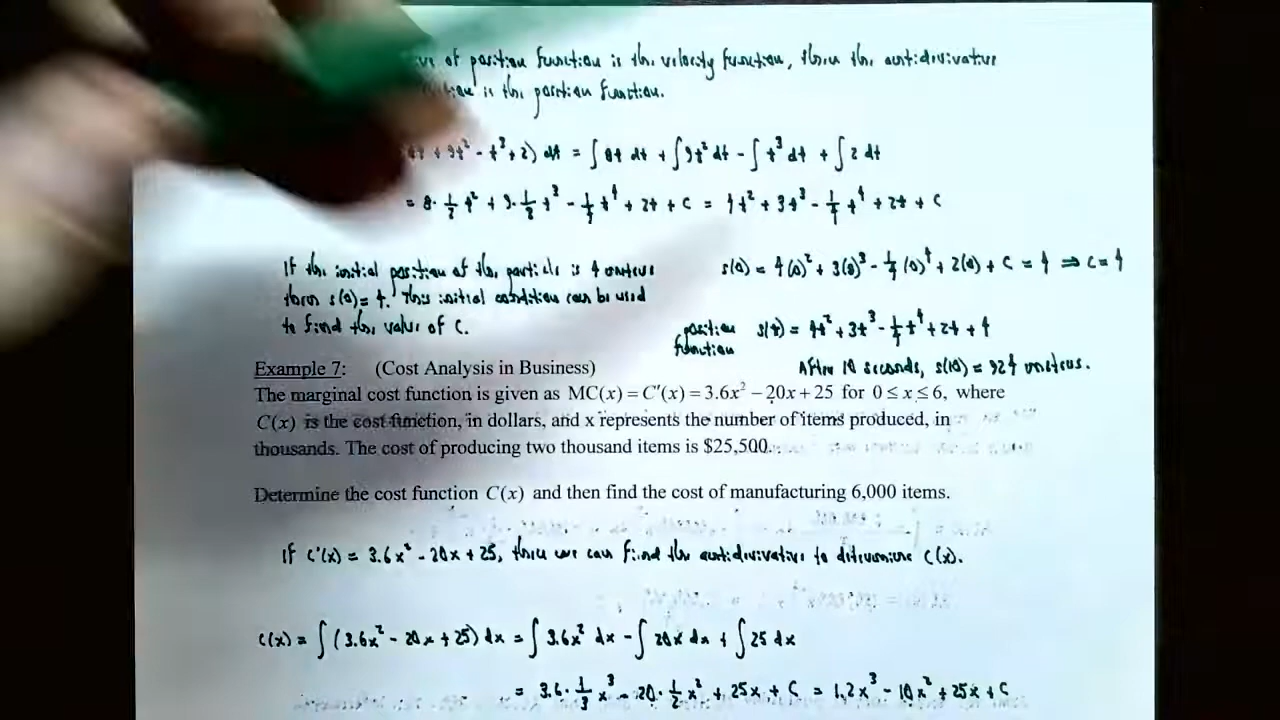 of position function is the velocity function, then the antiderivative
is the position function.
+ 9t² - t³ + 2) dt = ∫ 8t dt + ∫ 9t² dt - ∫ t³ dt + ∫ 2 dt
= 8 · 1/2 t² + 9 · 1/3 t³ - 1/4 t⁴ + 2t + C = 4t² + 3t³ - 1/4 t⁴ + 2t + C
If the initial position of the particle is 4 meters
then s(0) = 4. This initial condition can be used
to find the value of C.
s(0) = 4(0)² + 3(0)³ - 1/4 (0)⁴ + 2(0) + C = 4 ⇒ C = 4
position function s(t) = 4t² + 3t³ - 1/4 t⁴ + 2t + 4
After 10 seconds, s(10) = 924 meters.
Example 7: (Cost Analysis in Business)
The marginal cost function is given as MC(x) = C'(x) = 3.6x² − 20x + 25 for 0 ≤ x ≤ 6, where
C(x) is the cost function, in dollars, and x represents the number of items produced, in
thousands. The cost of producing two thousand items is $25,500.
Determine the cost function C(x) and then find the cost of manufacturing 6,000 items.
If C'(x) = 3.6x² - 20x + 25, then we can find the antiderivative to determine C(x).
C(x) = ∫ (3.6x² - 20x + 25) dx = ∫ 3.6x² dx - ∫ 20x dx + ∫ 25 dx
= 3.6 · 1/3 x³ - 20 · 1/2 x² + 25x + C = 1.2x³ - 10x² + 25x + C